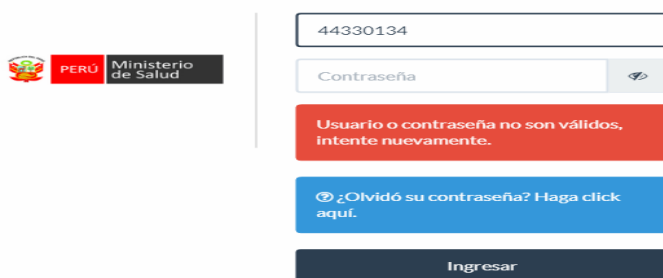 44330134
PERÚ
Ministerio
de Salud
Contraseña
Usuario o contraseña no son válidos,
intente nuevamente.
¿Olvidó su contraseña? Haga click
aquí.
Ingresar